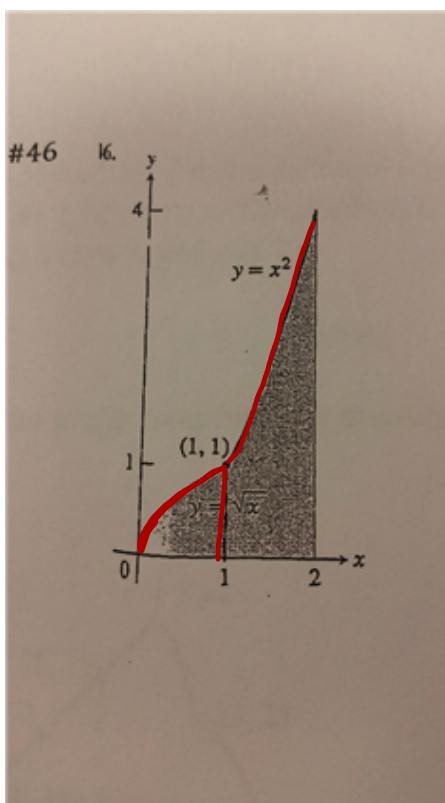 #46 16. y
4
y = x²
(1, 1)
1
y = √x
0 1 2 x